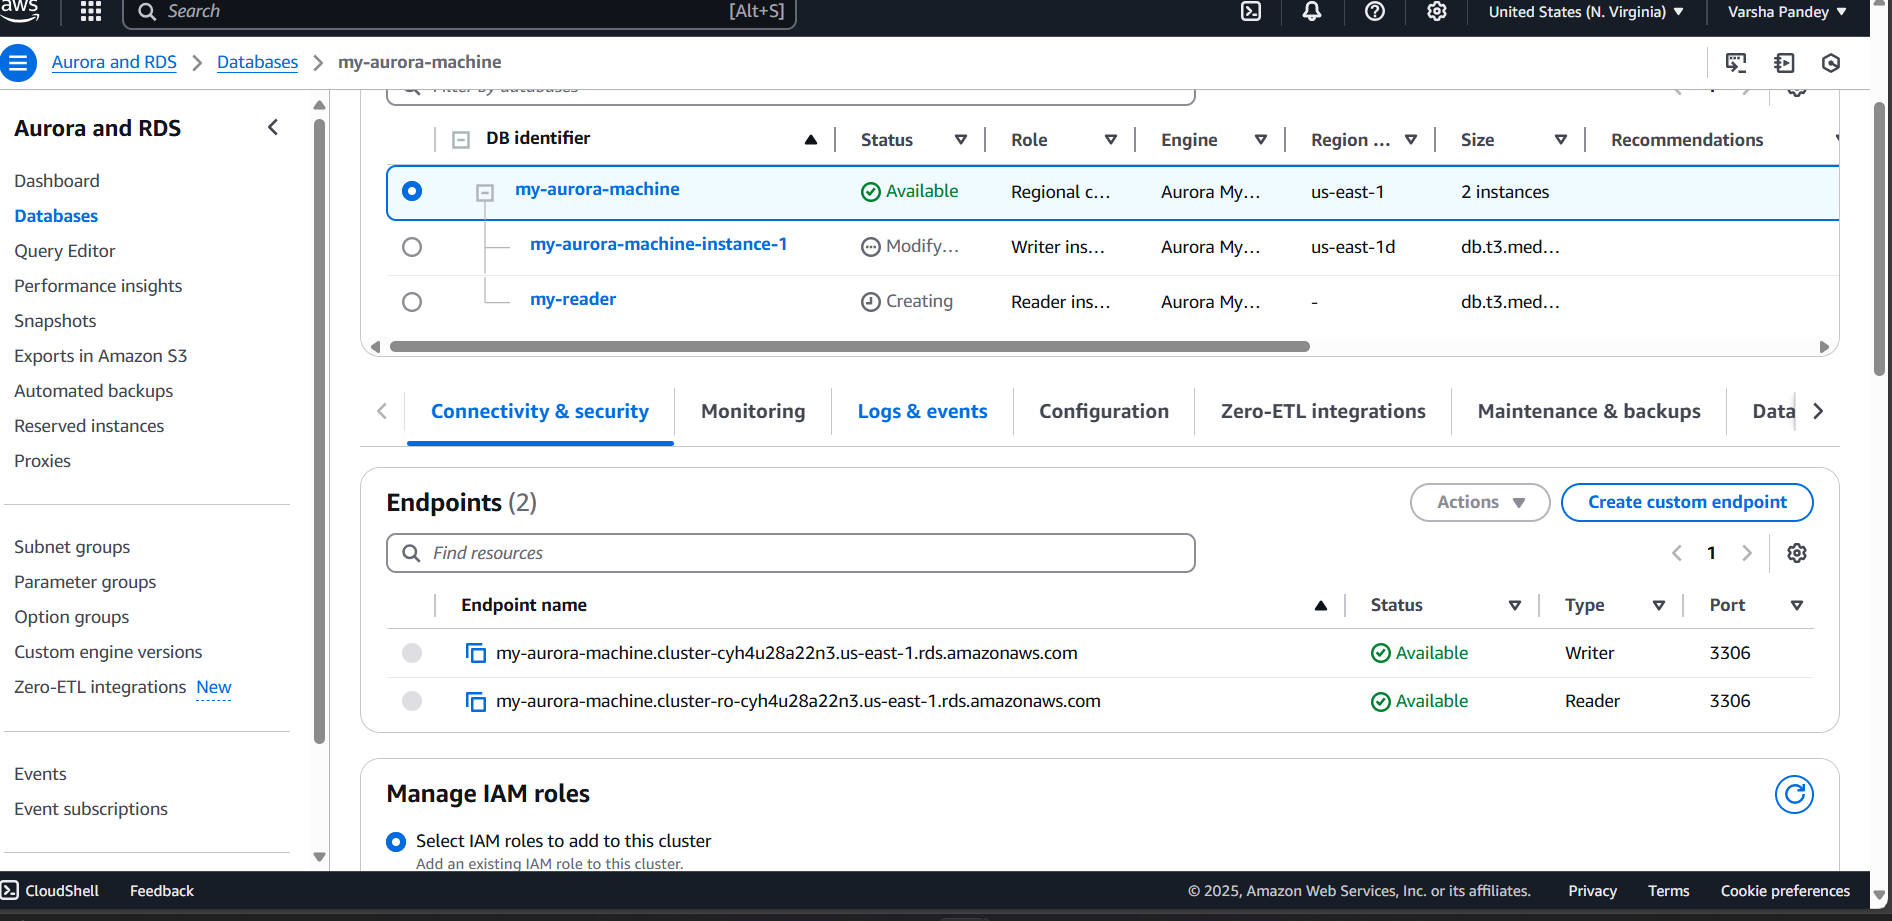 aws
Search
[Alt+S]
United States (N. Virginia)
Varsha Pandey
Aurora and RDS
Databases
my-aurora-machine
Aurora and RDS
Dashboard
Databases
Query Editor
Performance insights
Snapshots
Exports in Amazon S3
Automated backups
Reserved instances
Proxies
Subnet groups
Parameter groups
Option groups
Custom engine versions
Zero-ETL integrations New
Events
Event subscriptions
Filter by databases
DB identifier Status Role Engine Region ... Size Recommendations
my-aurora-machine Available Regional c... Aurora My... us-east-1 2 instances
my-aurora-machine-instance-1 Modify... Writer ins... Aurora My... us-east-1d db.t3.med...
my-reader Creating Reader ins... Aurora My... - db.t3.med...
Connectivity & security Monitoring Logs & events Configuration Zero-ETL integrations Maintenance & backups Data
Endpoints (2)
Actions
Create custom endpoint
Find resources
1
Endpoint name Status Type Port
my-aurora-machine.cluster-cyh4u28a22n3.us-east-1.rds.amazonaws.com Available Writer 3306
my-aurora-machine.cluster-ro-cyh4u28a22n3.us-east-1.rds.amazonaws.com Available Reader 3306
Manage IAM roles
Select IAM roles to add to this cluster
Add an existing IAM role to this cluster.
CloudShell Feedback
© 2025, Amazon Web Services, Inc. or its affiliates. Privacy Terms Cookie preferences